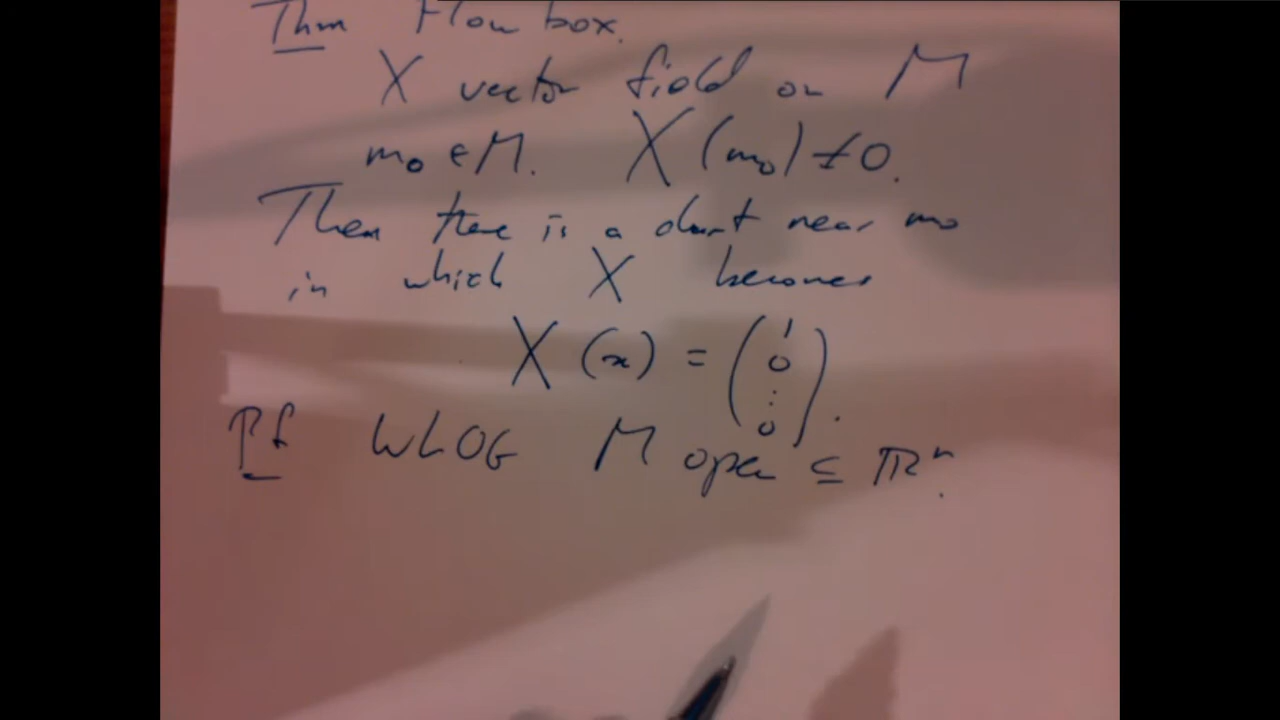 Thm Flow box.
X vector field on M
m₀ ∈ M. X(m₀) ≠ 0.
Then there is a chart near m₀
in which X becomes
X(x) = (1 0 ⋮ 0).
Pf WLOG M open ⊆ ℝⁿ.